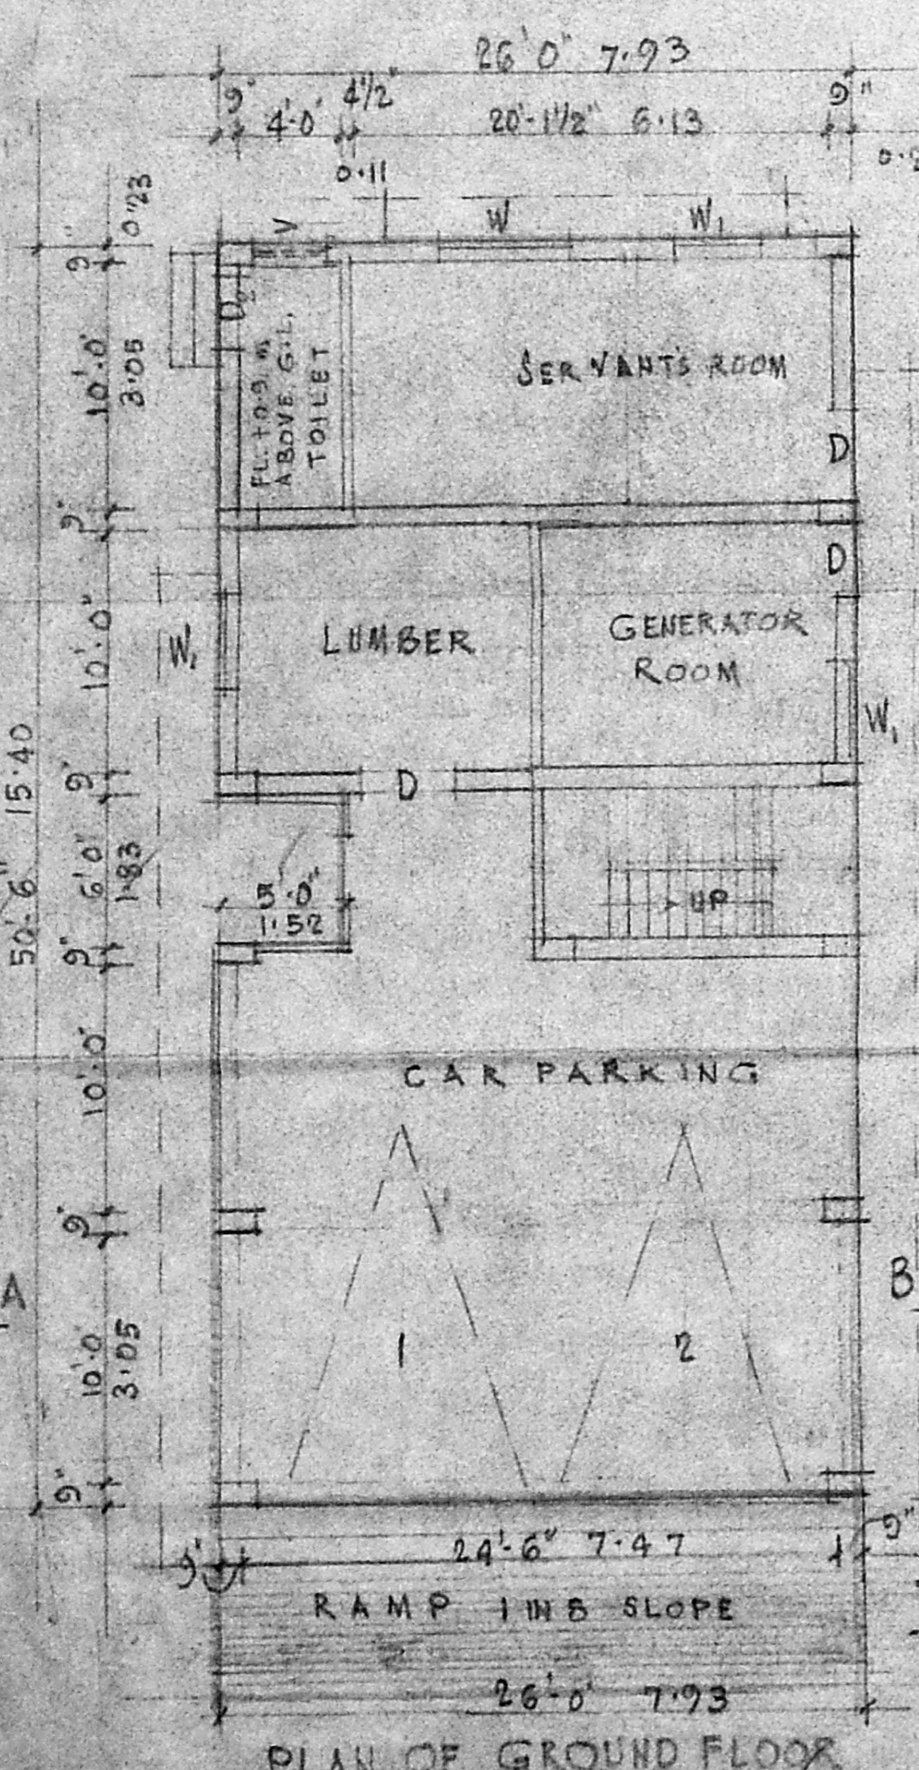 26'0" 7.93
9" 4'-0" 4½" 20'-1½" 6.13 9"
0.11
0.23
V W W₁
9"
D₂
10'-0" 3.05
FL. +0.9 m
ABOVE G.L,
TOILET
SERVANT'S ROOM
D
9"
D
10'-0"
W₁
LUMBER
GENERATOR
ROOM
W₁
9"
D
50'-6" 15.40
6'0" 1.83
5'-0"
1.52
UP
9"
10'-0"
CAR PARKING
9"
A
B
10'-0" 3.05
1
2
9"
9" 24'-6" 7.47 9"
RAMP 1 IN 8 SLOPE
26'-0" 7.93
PLAN OF GROUND FLOOR